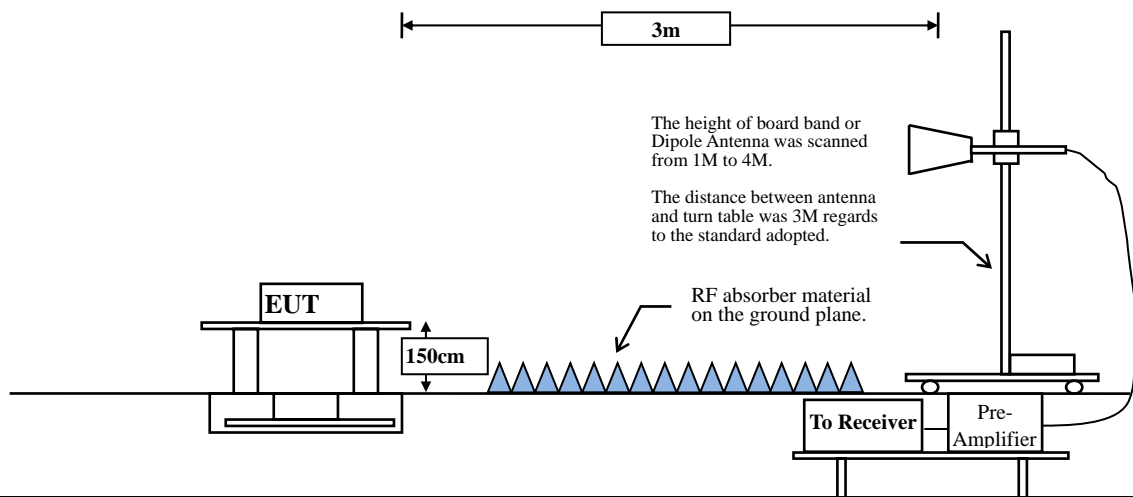 3m
The height of board band or
Dipole Antenna was scanned
from 1M to 4M.
The distance between antenna
and turn table was 3M regards
to the standard adopted.
EUT
RF absorber material
on the ground plane.
150cm
To Receiver
Pre-
Amplifier